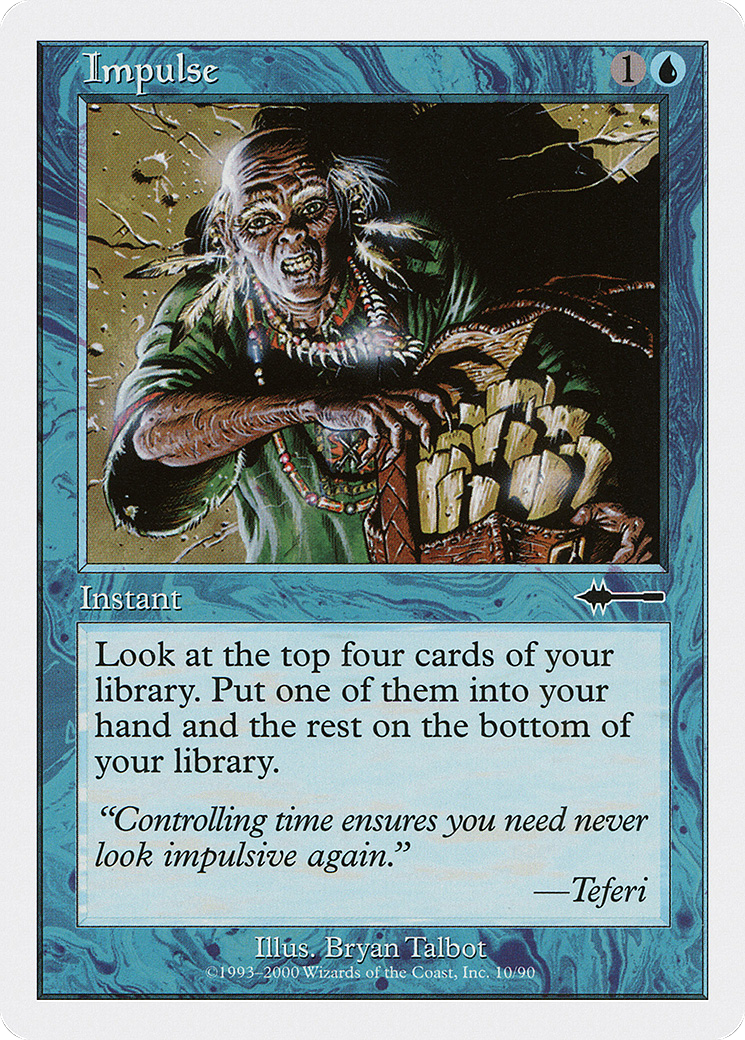 Impulse 1
Instant
Look at the top four cards of your
library. Put one of them into your
hand and the rest on the bottom of
your library.
“Controlling time ensures you need never
look impulsive again.”
—Teferi
Illus. Bryan Talbot
©1993–2000 Wizards of the Coast, Inc. 10/90